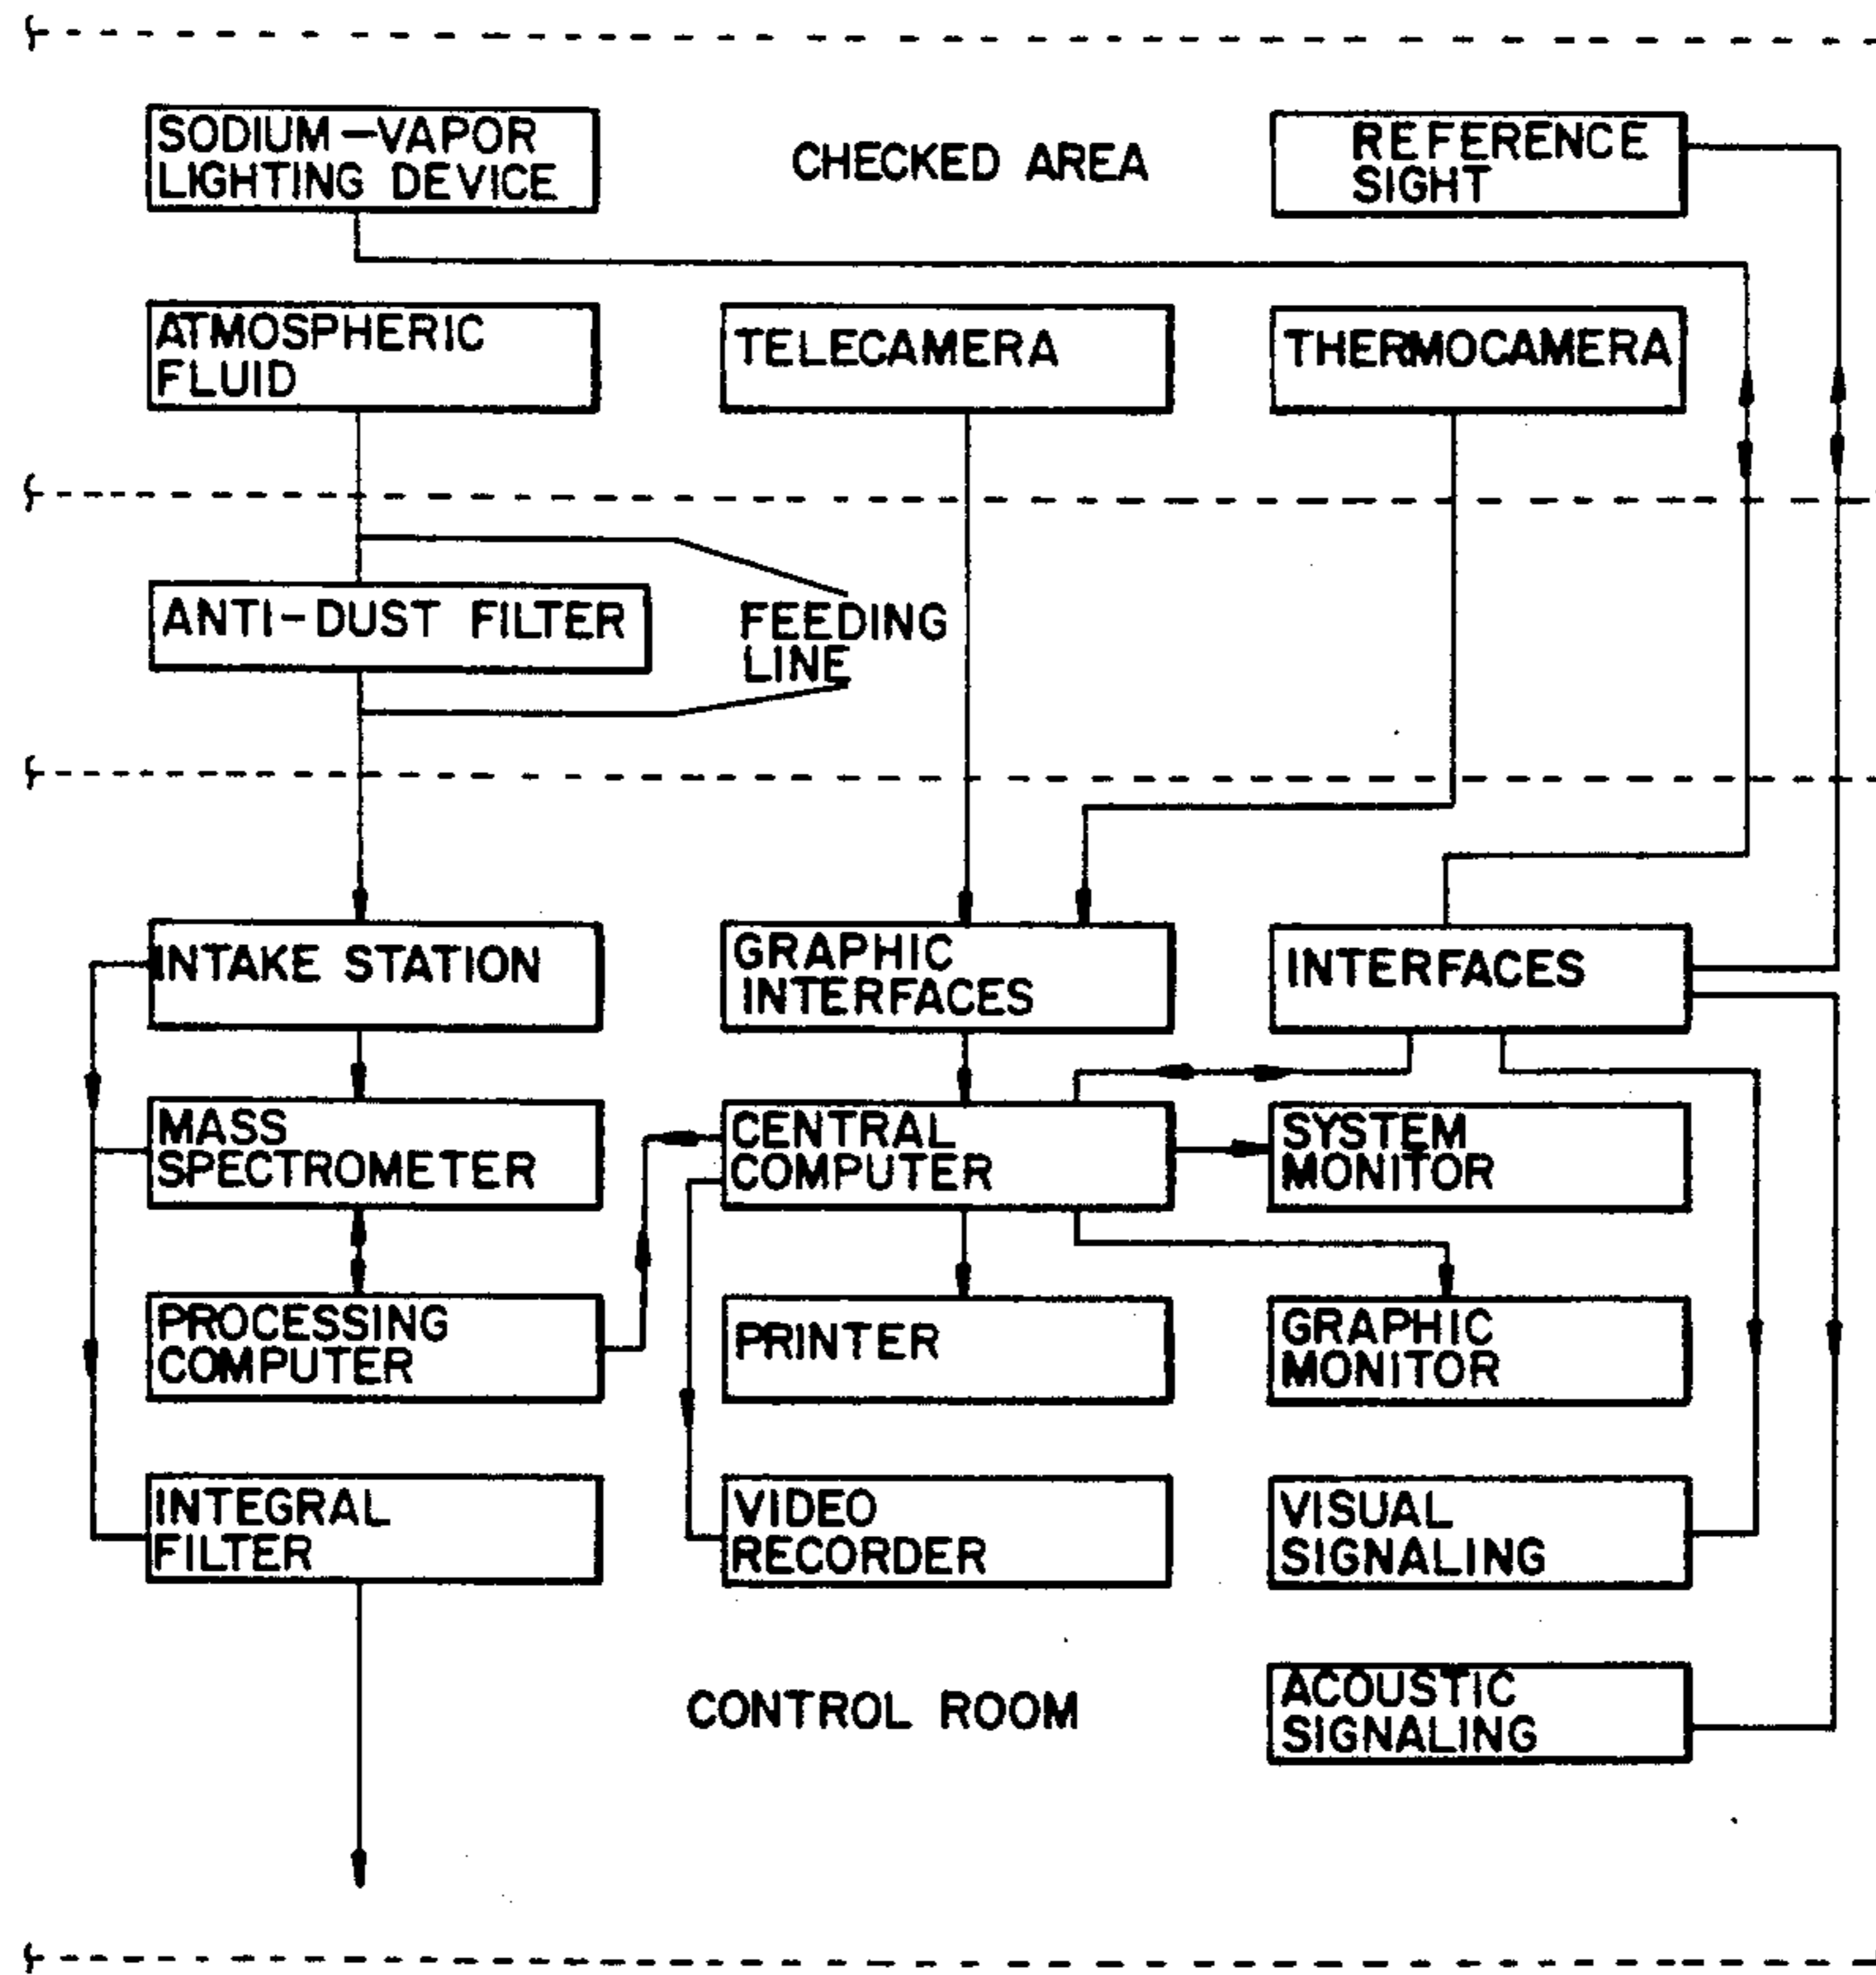 SODIUM-VAPOR
LIGHTING DEVICE
CHECKED AREA
REFERENCE
SIGHT
ATMOSPHERIC
FLUID
TELECAMERA
THERMOCAMERA
ANTI-DUST FILTER
FEEDING
LINE
INTAKE STATION
GRAPHIC
INTERFACES
INTERFACES
MASS
SPECTROMETER
CENTRAL
COMPUTER
SYSTEM
MONITOR
PROCESSING
COMPUTER
PRINTER
GRAPHIC
MONITOR
INTEGRAL
FILTER
VIDEO
RECORDER
VISUAL
SIGNALING
CONTROL ROOM
ACOUSTIC
SIGNALING